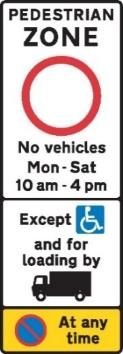 PEDESTRIAN
ZONE
No vehicles
Mon - Sat
10 am - 4 pm
Except
and for
loading by
At any
time